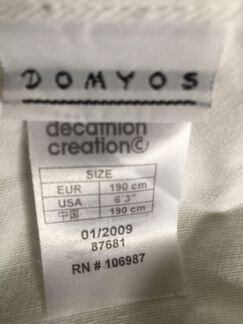 DOMYOS
decathlon
creation©
SIZE
EUR 190 cm
USA 6'3"
中国 190 cm
01/2009
87681
RN # 106987